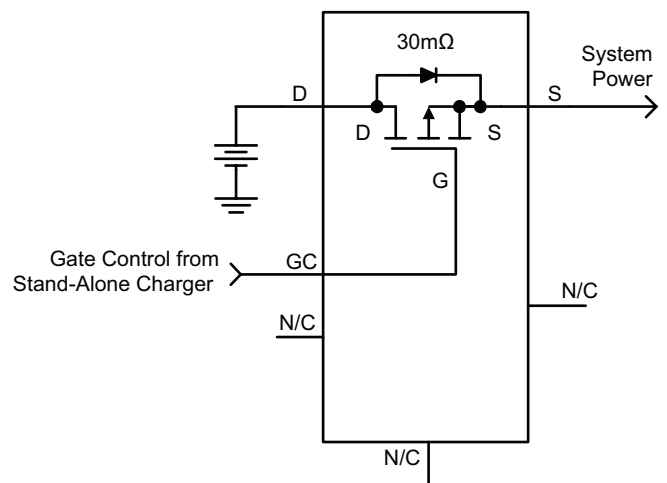 30mΩ
System
Power
D
S
D
S
G
Gate Control from
Stand-Alone Charger
GC
N/C
N/C
N/C